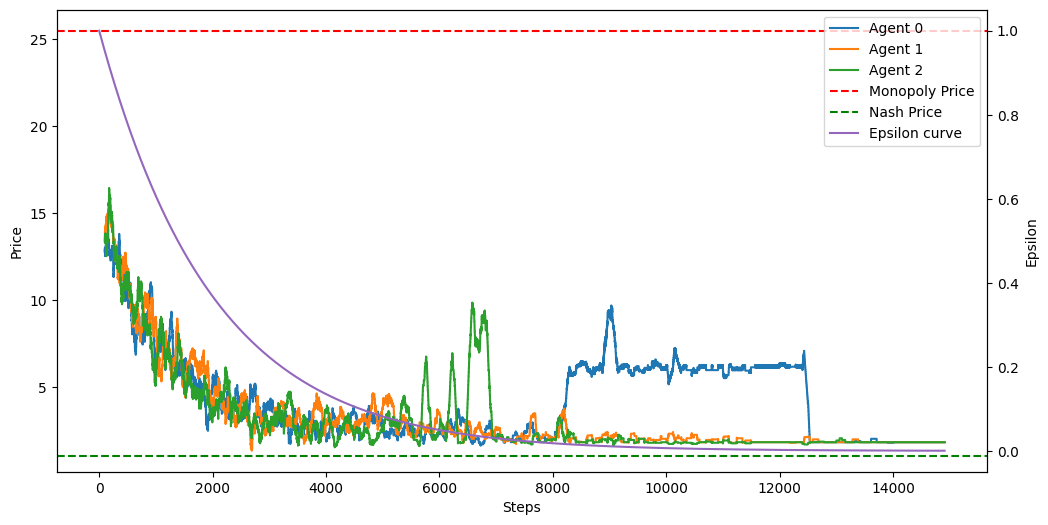 Agent 0
Agent 1
Agent 2
Monopoly Price
Nash Price
Epsilon curve
Price
25
20
15
10
5
Epsilon
1.0
0.8
0.6
0.4
0.2
0.0
0 2000 4000 6000 8000 10000 12000 14000
Steps